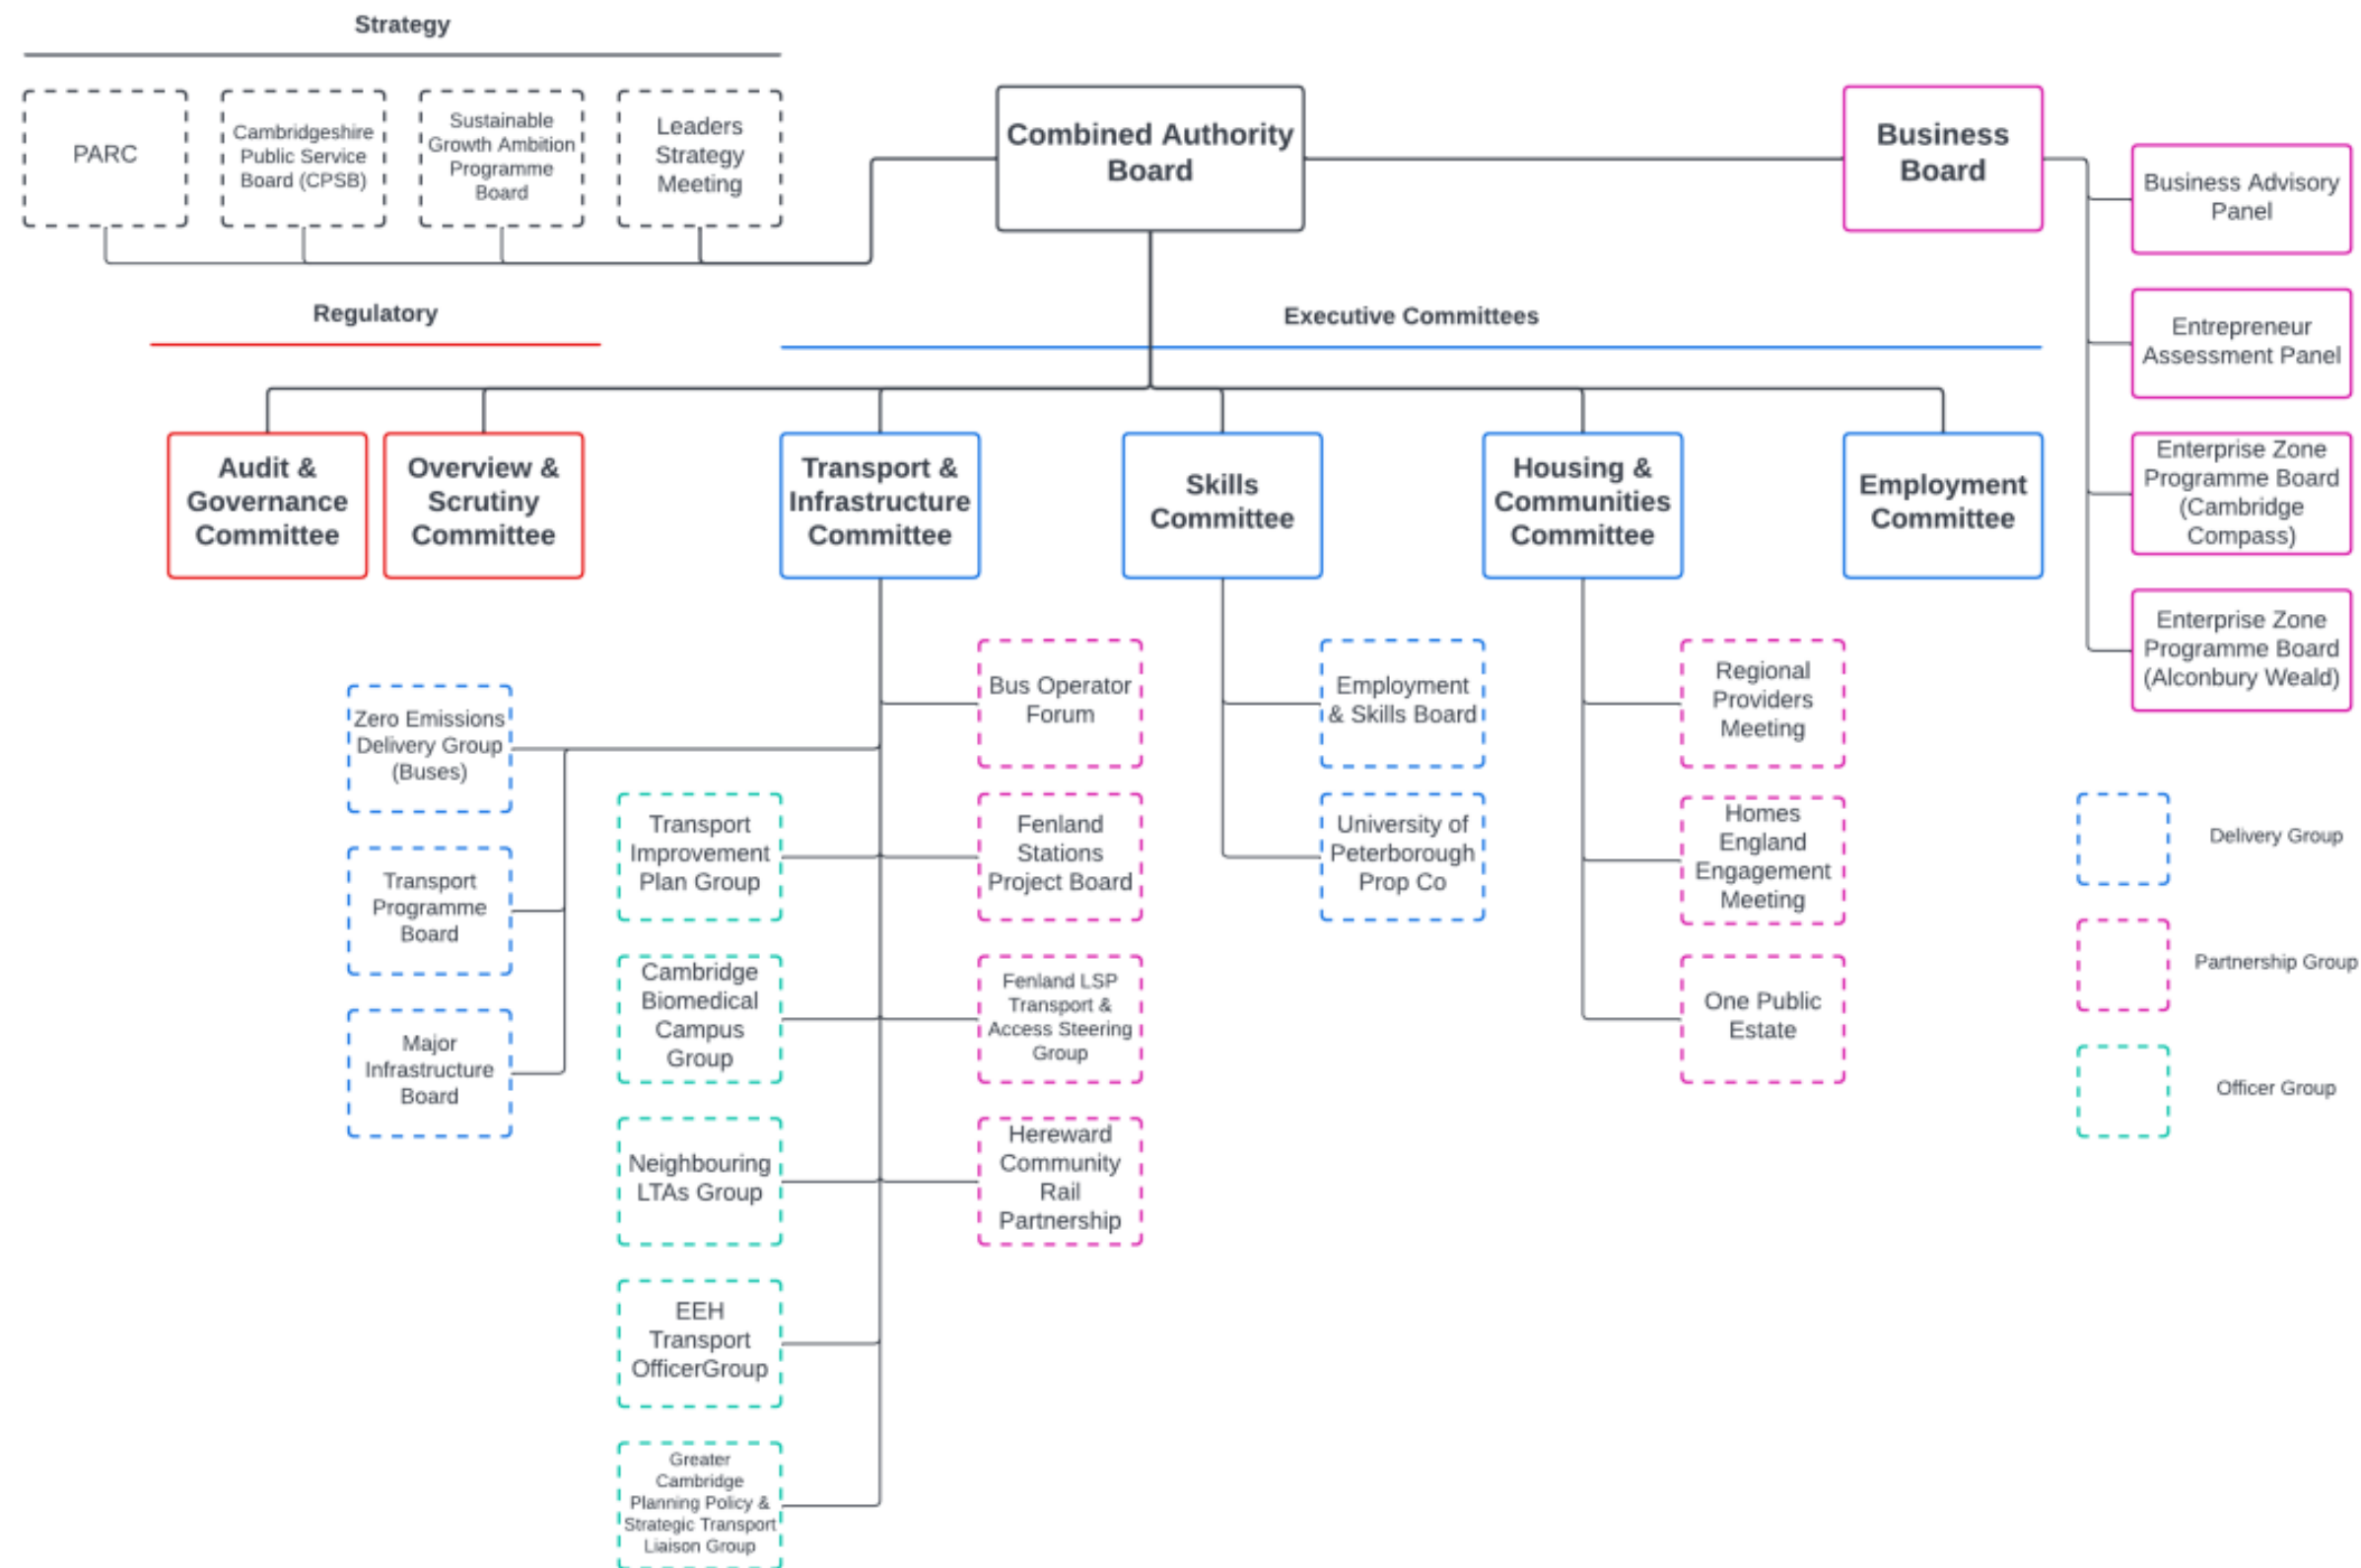 Strategy
PARC
Cambridgeshire
Public Service
Board (CPSB)
Sustainable
Growth Ambition
Programme
Board
Leaders
Strategy
Meeting
Combined Authority
Board
Business
Board
Business Advisory
Panel
Entrepreneur
Assessment Panel
Enterprise Zone
Programme Board
(Cambridge
Compass)
Enterprise Zone
Programme Board
(Alconbury Weald)
Regulatory
Executive Committees
Audit &
Governance
Committee
Overview &
Scrutiny
Committee
Transport &
Infrastructure
Committee
Skills
Committee
Housing &
Communities
Committee
Employment
Committee
Zero Emissions
Delivery Group
(Buses)
Transport
Programme
Board
Major
Infrastructure
Board
Transport
Improvement
Plan Group
Cambridge
Biomedical
Campus
Group
Neighbouring
LTAs Group
EEH
Transport
OfficerGroup
Greater
Cambridge
Planning Policy &
Strategic Transport
Liaison Group
Bus Operator
Forum
Fenland
Stations
Project Board
Fenland LSP
Transport &
Access Steering
Group
Hereward
Community
Rail
Partnership
Employment
& Skills Board
University of
Peterborough
Prop Co
Regional
Providers
Meeting
Homes
England
Engagement
Meeting
One Public
Estate
Delivery Group
Partnership Group
Officer Group